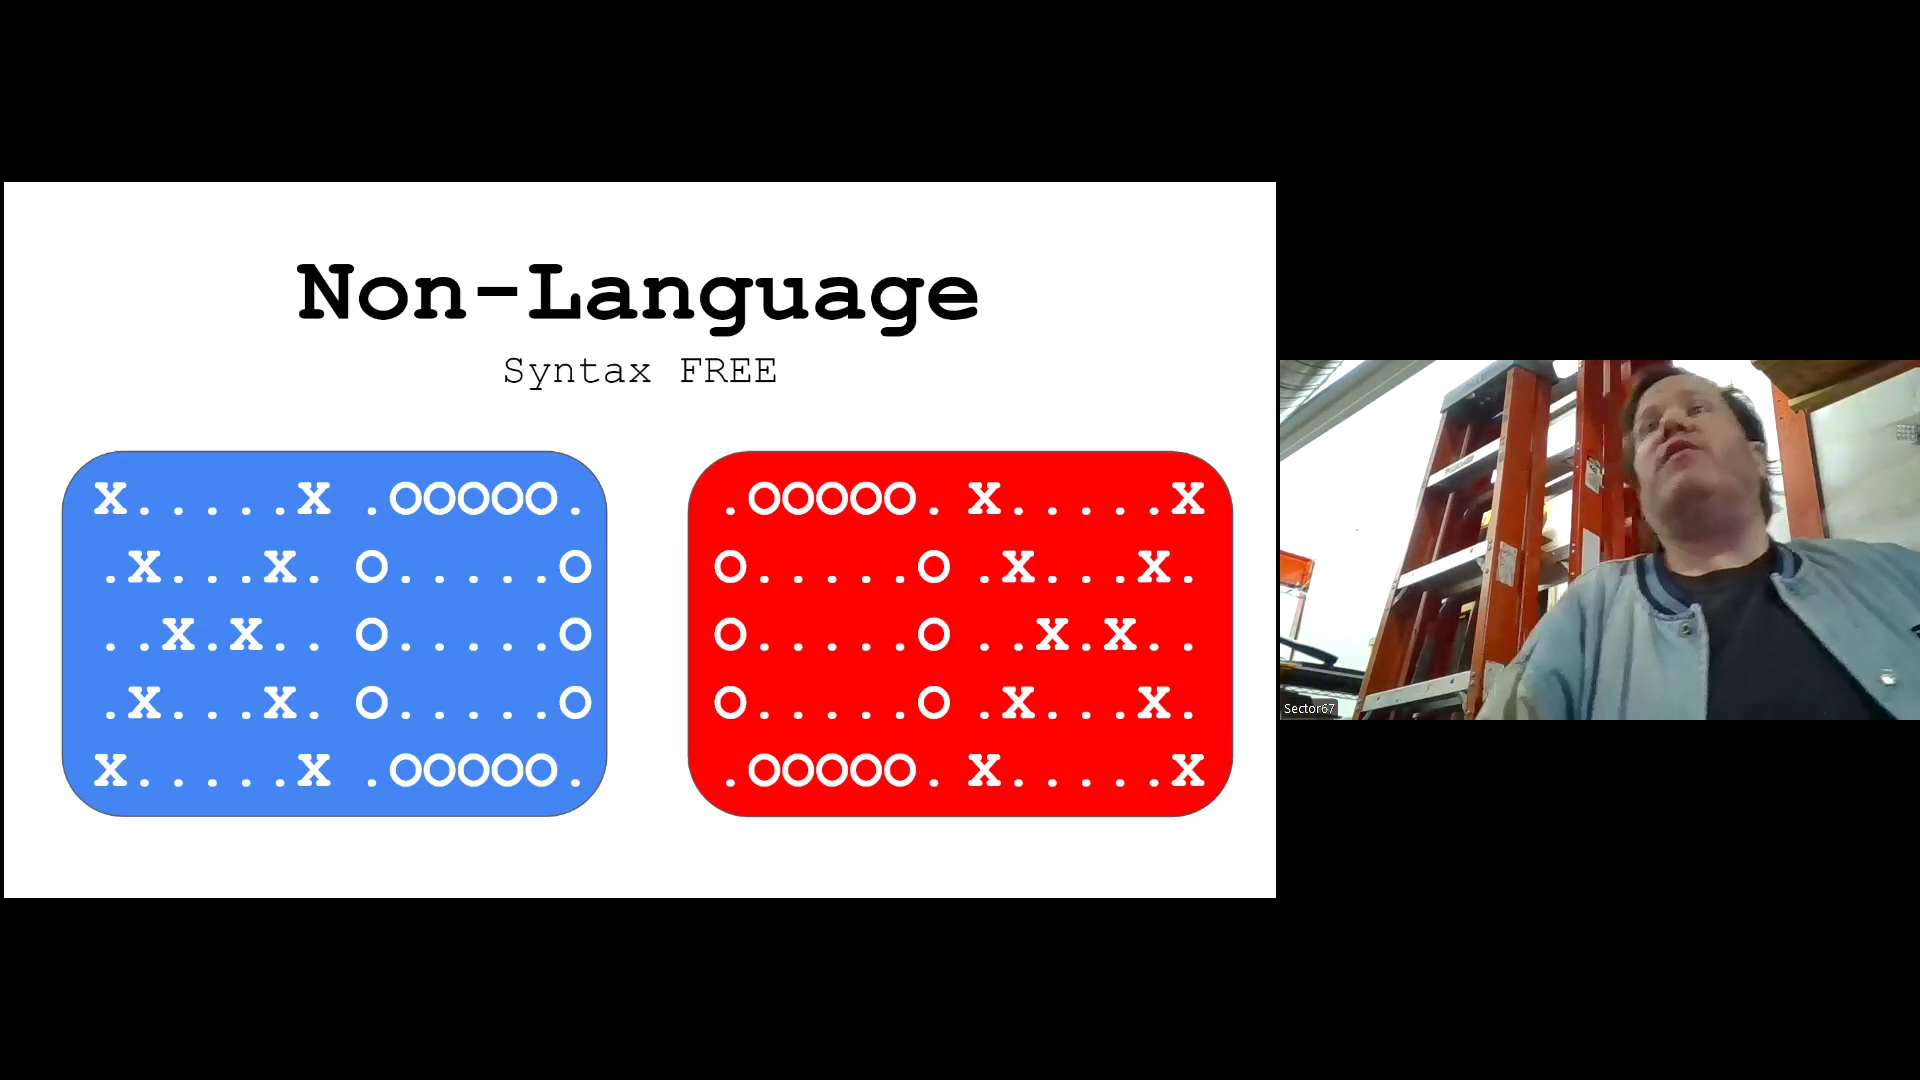 Non-Language
Syntax FREE
X.....X .OOOOO.
.X...X. O.....O
..X.X.. O.....O
.X...X. O.....O
X.....X .OOOOO.
.OOOOO. X.....X
O.....O .X...X.
O.....O ..X.X..
O.....O .X...X.
.OOOOO. X.....X
Sector67